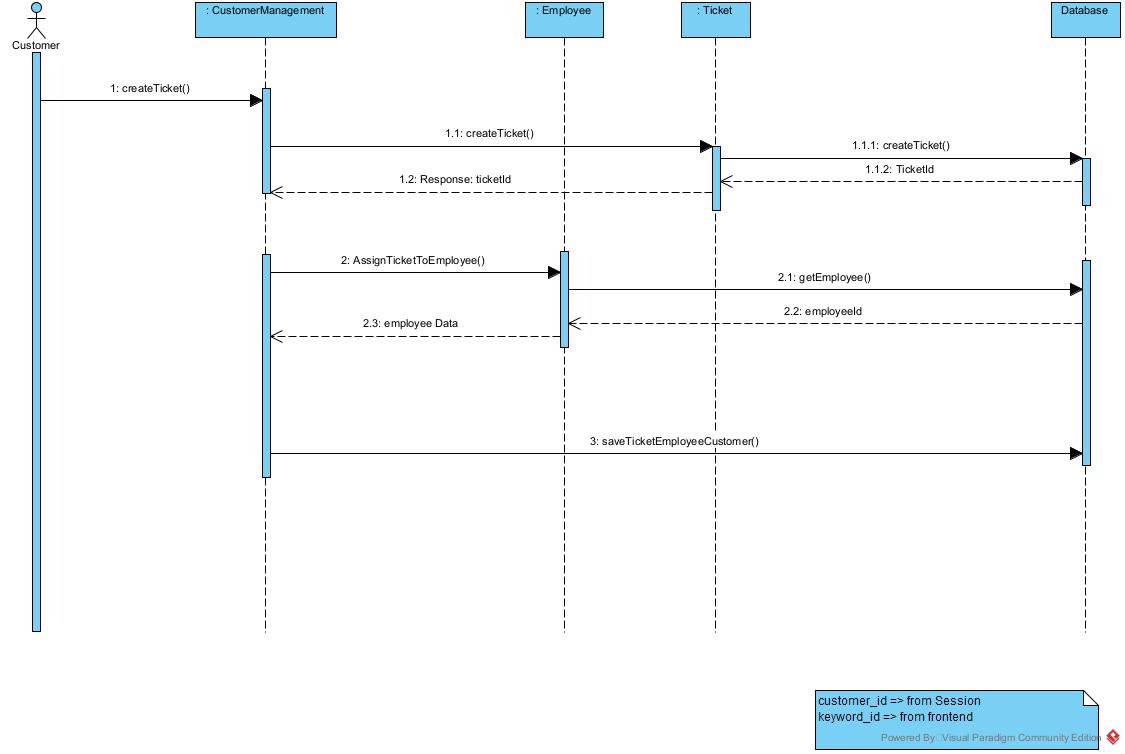 : CustomerManagement
: Employee
: Ticket
Database
Customer
1: createTicket()
1.1: createTicket()
1.1.1: createTicket()
1.1.2: TicketId
1.2: Response: ticketId
2: AssignTicketToEmployee()
2.1: getEmployee()
2.2: employeeId
2.3: employee Data
3: saveTicketEmployeeCustomer()
customer_id => from Session
keyword_id => from frontend
Powered By: Visual Paradigm Community Edition